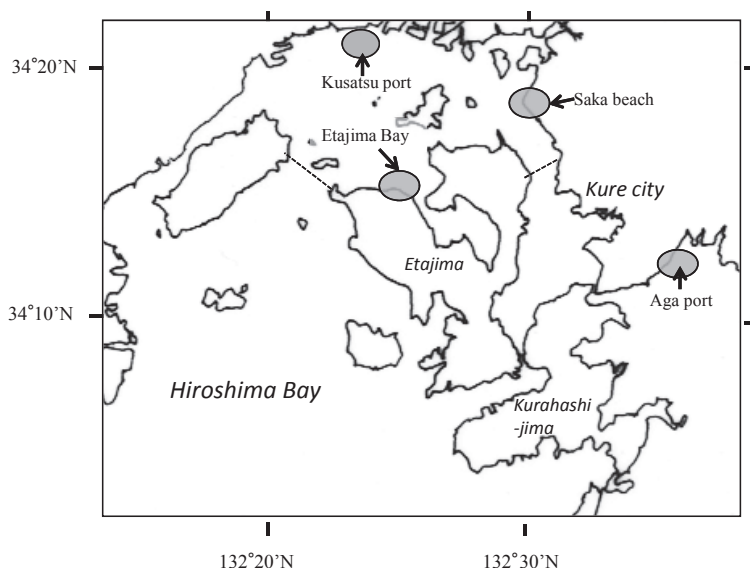 34°20’N
Kusatsu port
Saka beach
Etajima Bay
Kure city
Etajima
Aga port
34°10’N
Hiroshima Bay
Kurahashi
-jima
132°20’N
132°30’N